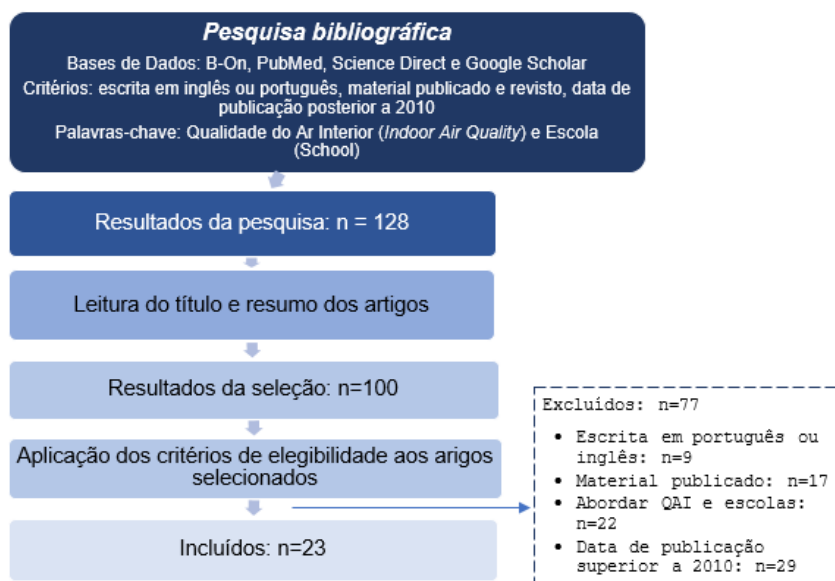 Pesquisa bibliográfica
Bases de Dados: B-On, PubMed, Science Direct e Google Scholar
Critérios: escrita em inglês ou português, material publicado e revisto, data de
publicação posterior a 2010
Palavras-chave: Qualidade do Ar Interior (Indoor Air Quality) e Escola
(School)
Resultados da pesquisa: n = 128
Leitura do título e resumo dos artigos
Resultados da seleção: n=100
Aplicação dos critérios de elegibilidade aos arigos
selecionados
Incluídos: n=23
Excluídos: n=77
• Escrita em português ou
inglês: n=9
• Material publicado: n=17
• Abordar QAI e escolas:
n=22
• Data de publicação
superior a 2010: n=29